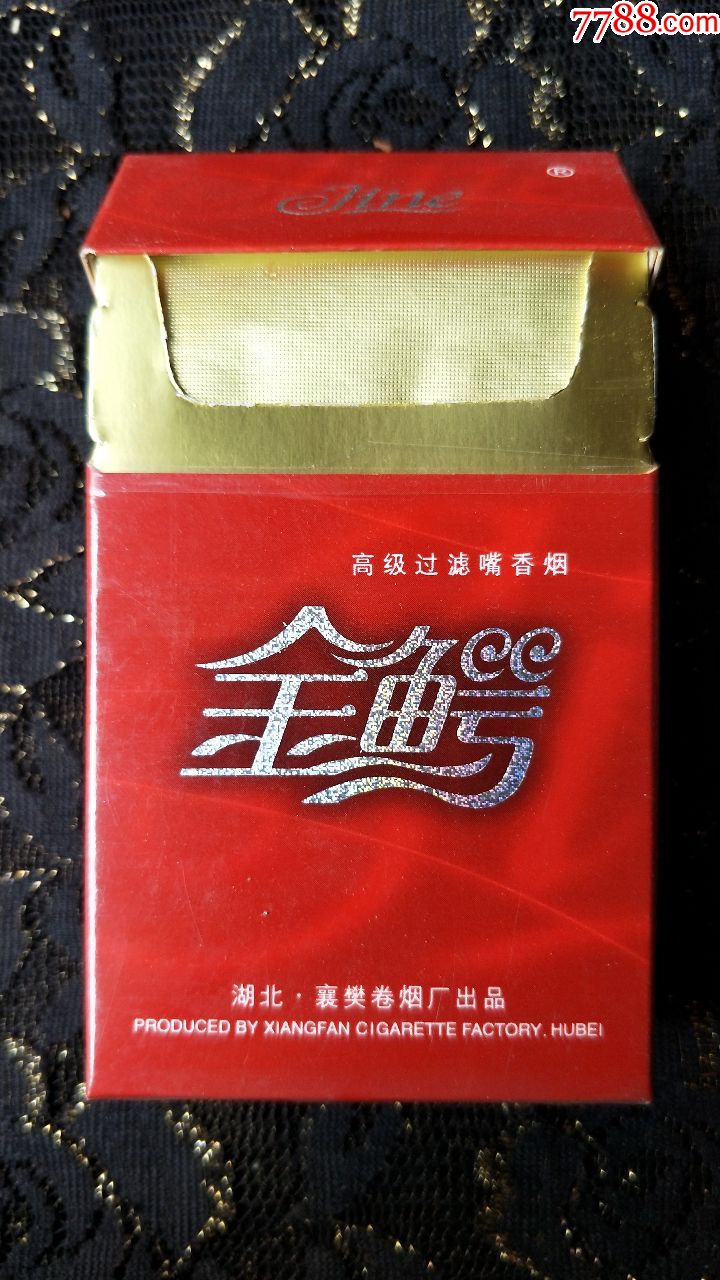 7788.com
Jine ®
高级过滤嘴香烟
金鳄
湖北·襄樊卷烟厂出品
PRODUCED BY XIANGFAN CIGARETTE FACTORY. HUBEI